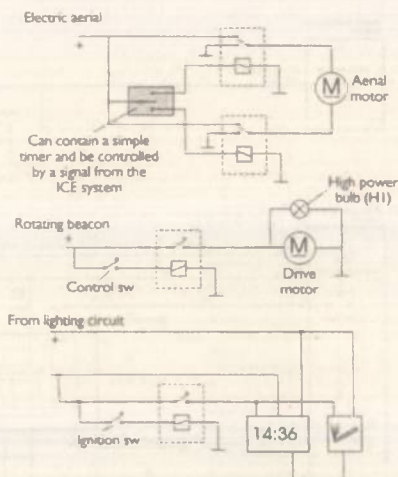 Electric aerial
+
M
Aerial
motor
Can contain a simple
timer and be controlled
by a signal from the
ICE system
High power
bulb (H1)
Rotating beacon
+
M
Control sw
Drive
motor
From lighting circuit
+
Ignition sw
14:36